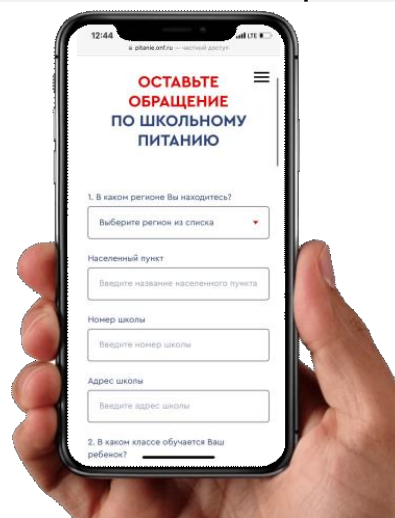 12:44
LTE
pitanie.onf.ru — частный доступ
ОСТАВЬТЕ
ОБРАЩЕНИЕ
ПО ШКОЛЬНОМУ
ПИТАНИЮ
1. В каком регионе Вы находитесь?
Выберите регион из списка
Населенный пункт
Введите название населенного пункта
Номер школы
Введите номер школы
Адрес школы
Введите адрес школы
2. В каком классе обучается Ваш
ребенок?